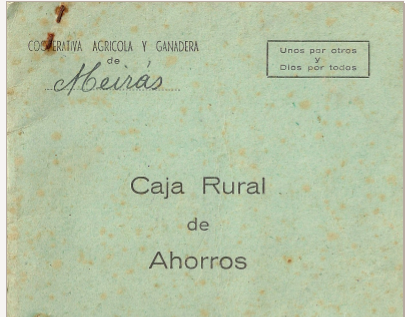 COOPERATIVA AGRICOLA Y GANADERA
de
Meirás
Unos por otros
y
Dios por todos
Caja Rural
de
Ahorros